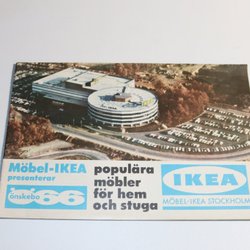 Möbel-IKEA
presenterar
önskebo 66
populära
möbler
för hem
och stuga
IKEA
MÖBEL-IKEA STOCKHOLM